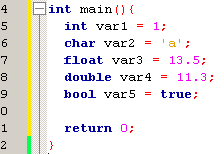 4 int main(){
5 int var1 = 1;
6 char var2 = 'a';
7 float var3 = 13.5;
8 double var4 = 11.3;
9 bool var5 = true;
0
1 return 0;
2 }